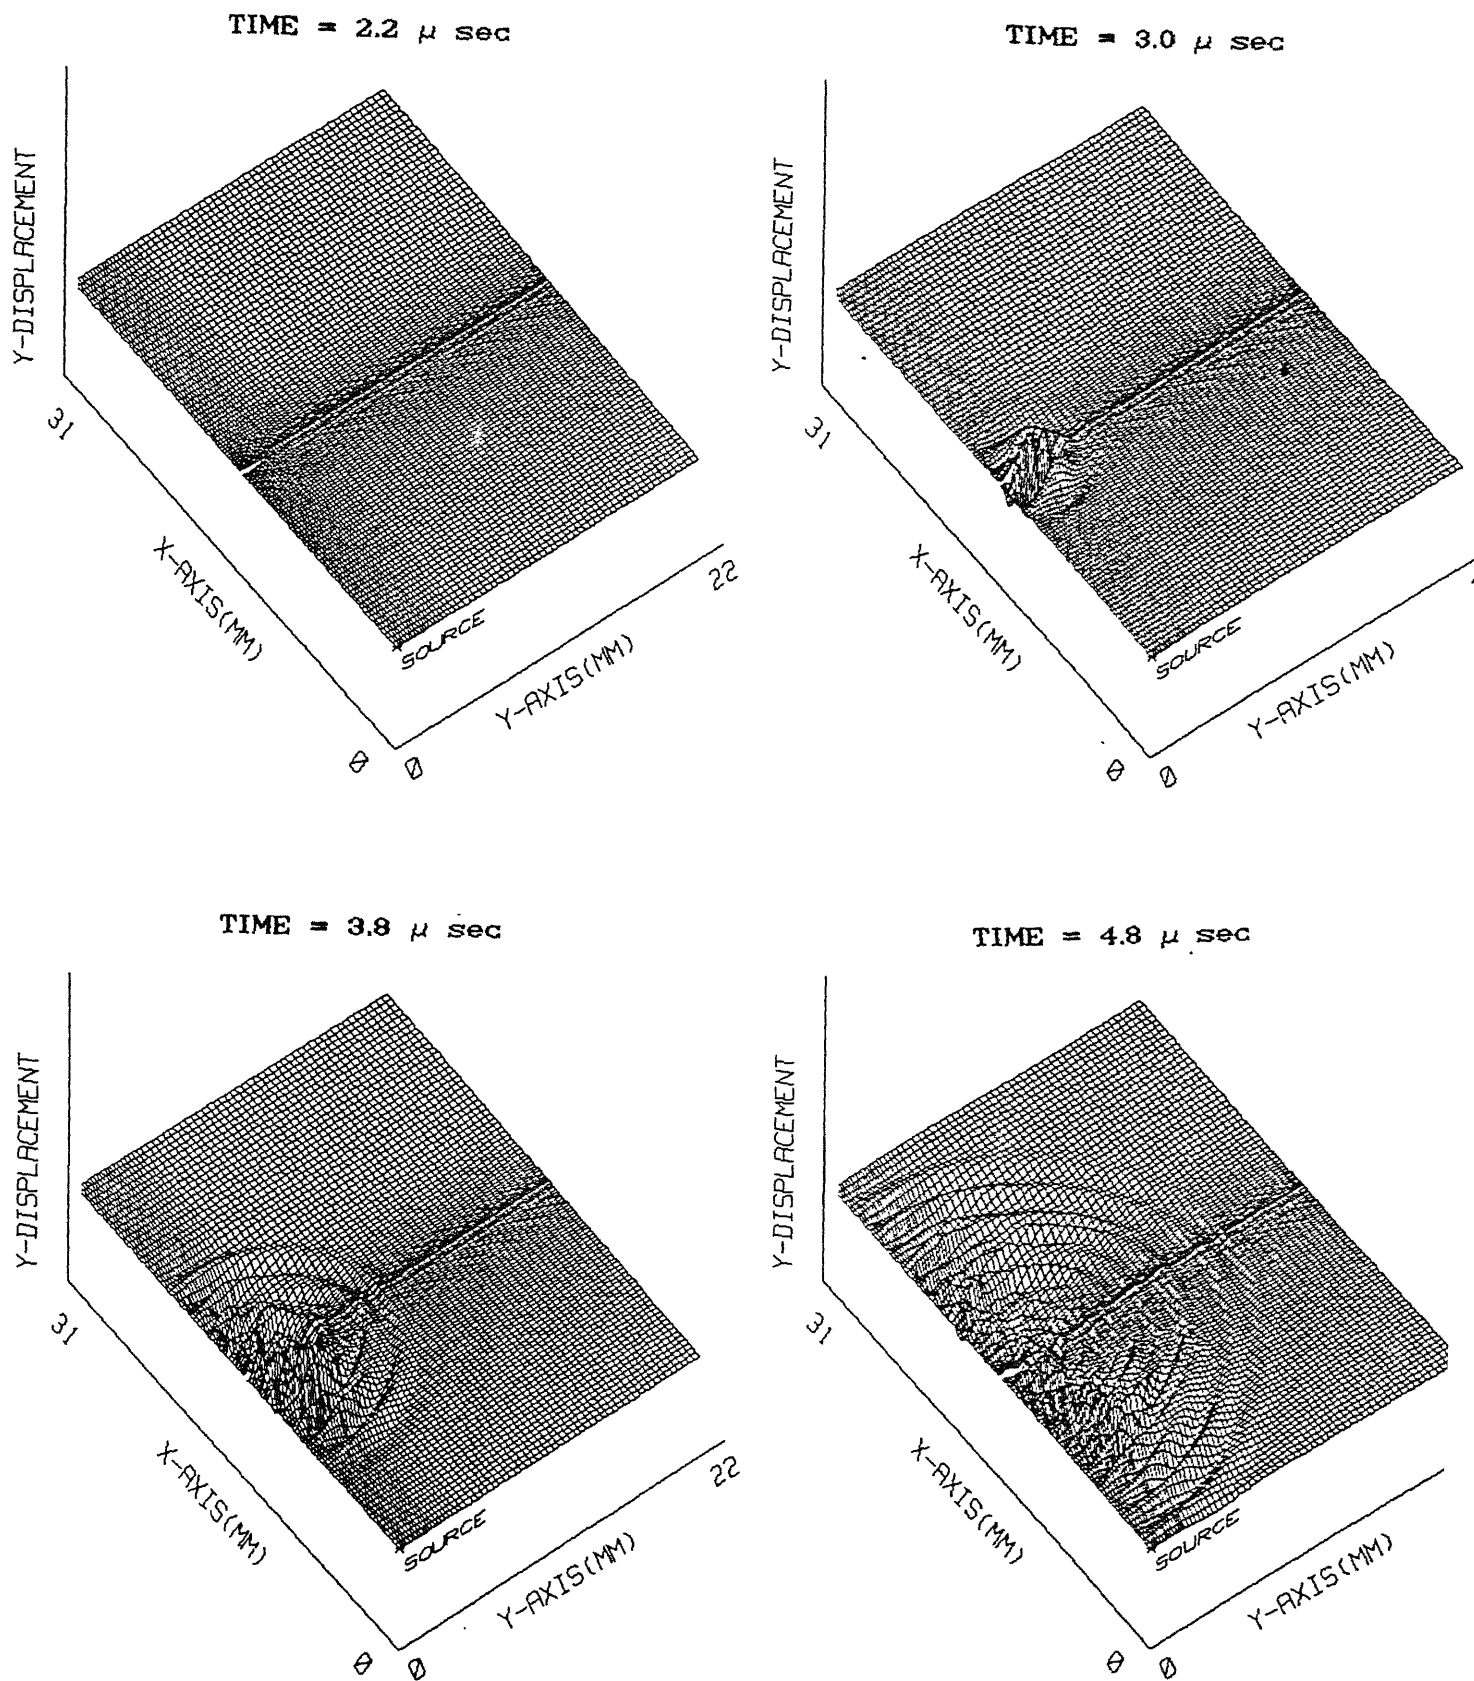 TIME = 2.2 μ sec
Y-DISPLACEMENT
31
X-AXIS(MM)
0
SOURCE
0
Y-AXIS(MM)
22
TIME = 3.0 μ sec
Y-DISPLACEMENT
31
X-AXIS(MM)
0
SOURCE
0
Y-AXIS(MM)
TIME = 3.8 μ sec
Y-DISPLACEMENT
31
X-AXIS(MM)
0
SOURCE
0
Y-AXIS(MM)
22
TIME = 4.8 μ sec
Y-DISPLACEMENT
31
X-AXIS(MM)
0
SOURCE
0
Y-AXIS(MM)